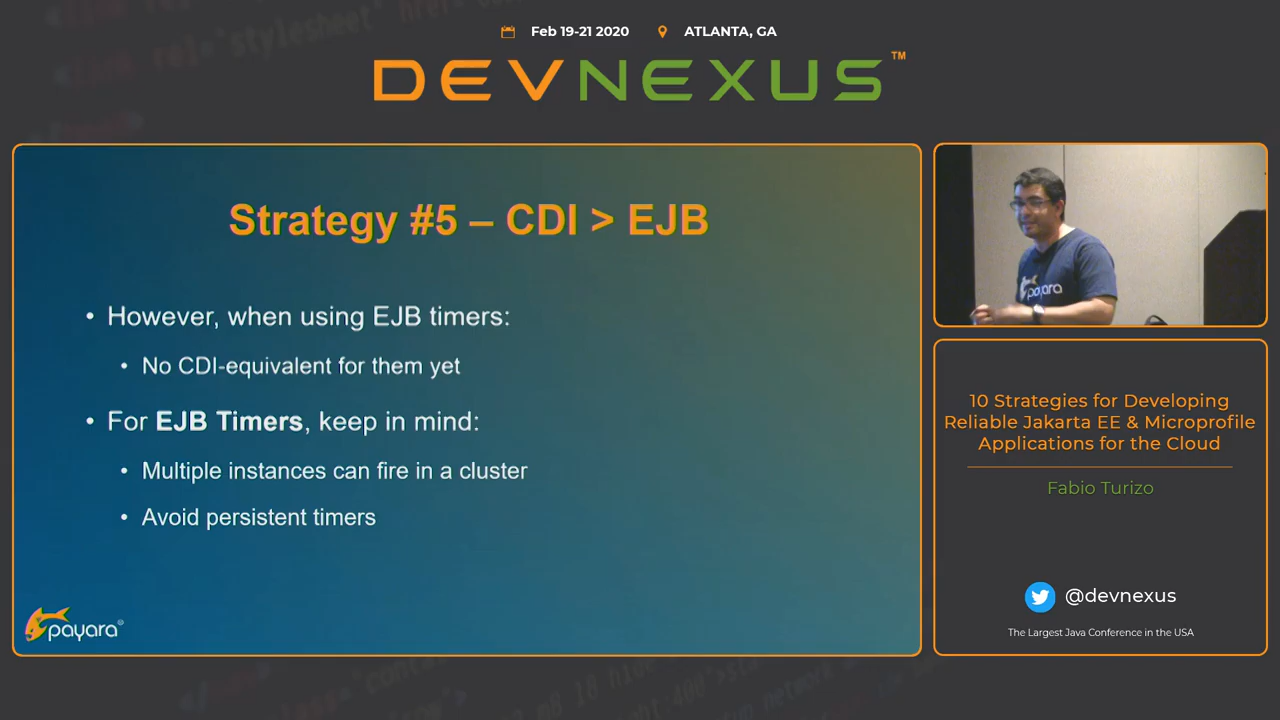 Feb 19-21 2020
ATLANTA, GA
DEVNEXUS™
Strategy #5 – CDI > EJB
• However, when using EJB timers:
• No CDI-equivalent for them yet
• For EJB Timers, keep in mind:
• Multiple instances can fire in a cluster
• Avoid persistent timers
payara®
payara
10 Strategies for Developing
Reliable Jakarta EE & Microprofile
Applications for the Cloud
Fabio Turizo
@devnexus
The Largest Java Conference in the USA